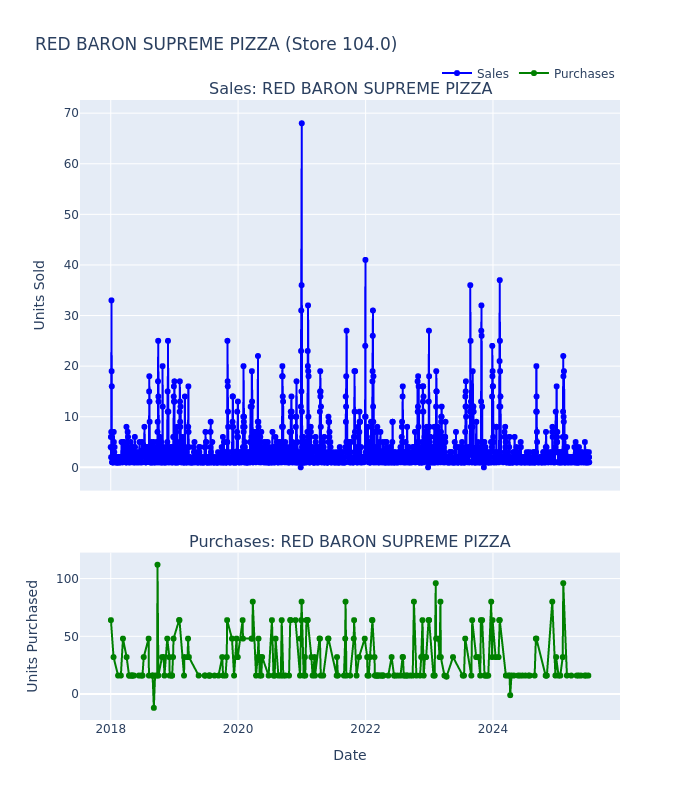 RED BARON SUPREME PIZZA (Store 104.0)
Sales
Purchases
Sales: RED BARON SUPREME PIZZA
70
60
50
40
30
20
10
0
Units Sold
Purchases: RED BARON SUPREME PIZZA
100
50
0
Units Purchased
2018
2020
2022
2024
Date